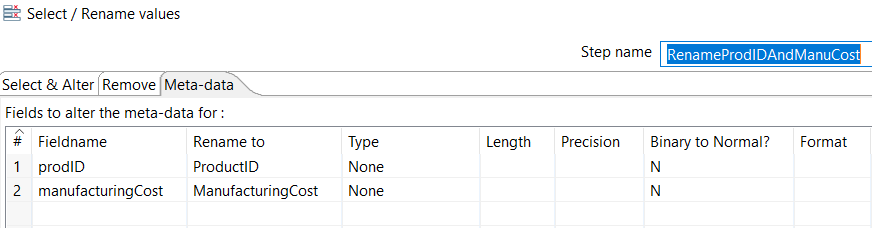 Select / Rename values
Step name RenameProdIDAndManuCost
Select & Alter Remove Meta-data
Fields to alter the meta-data for :
# Fieldname Rename to Type Length Precision Binary to Normal? Format
1 prodID ProductID None N
2 manufacturingCost ManufacturingCost None N